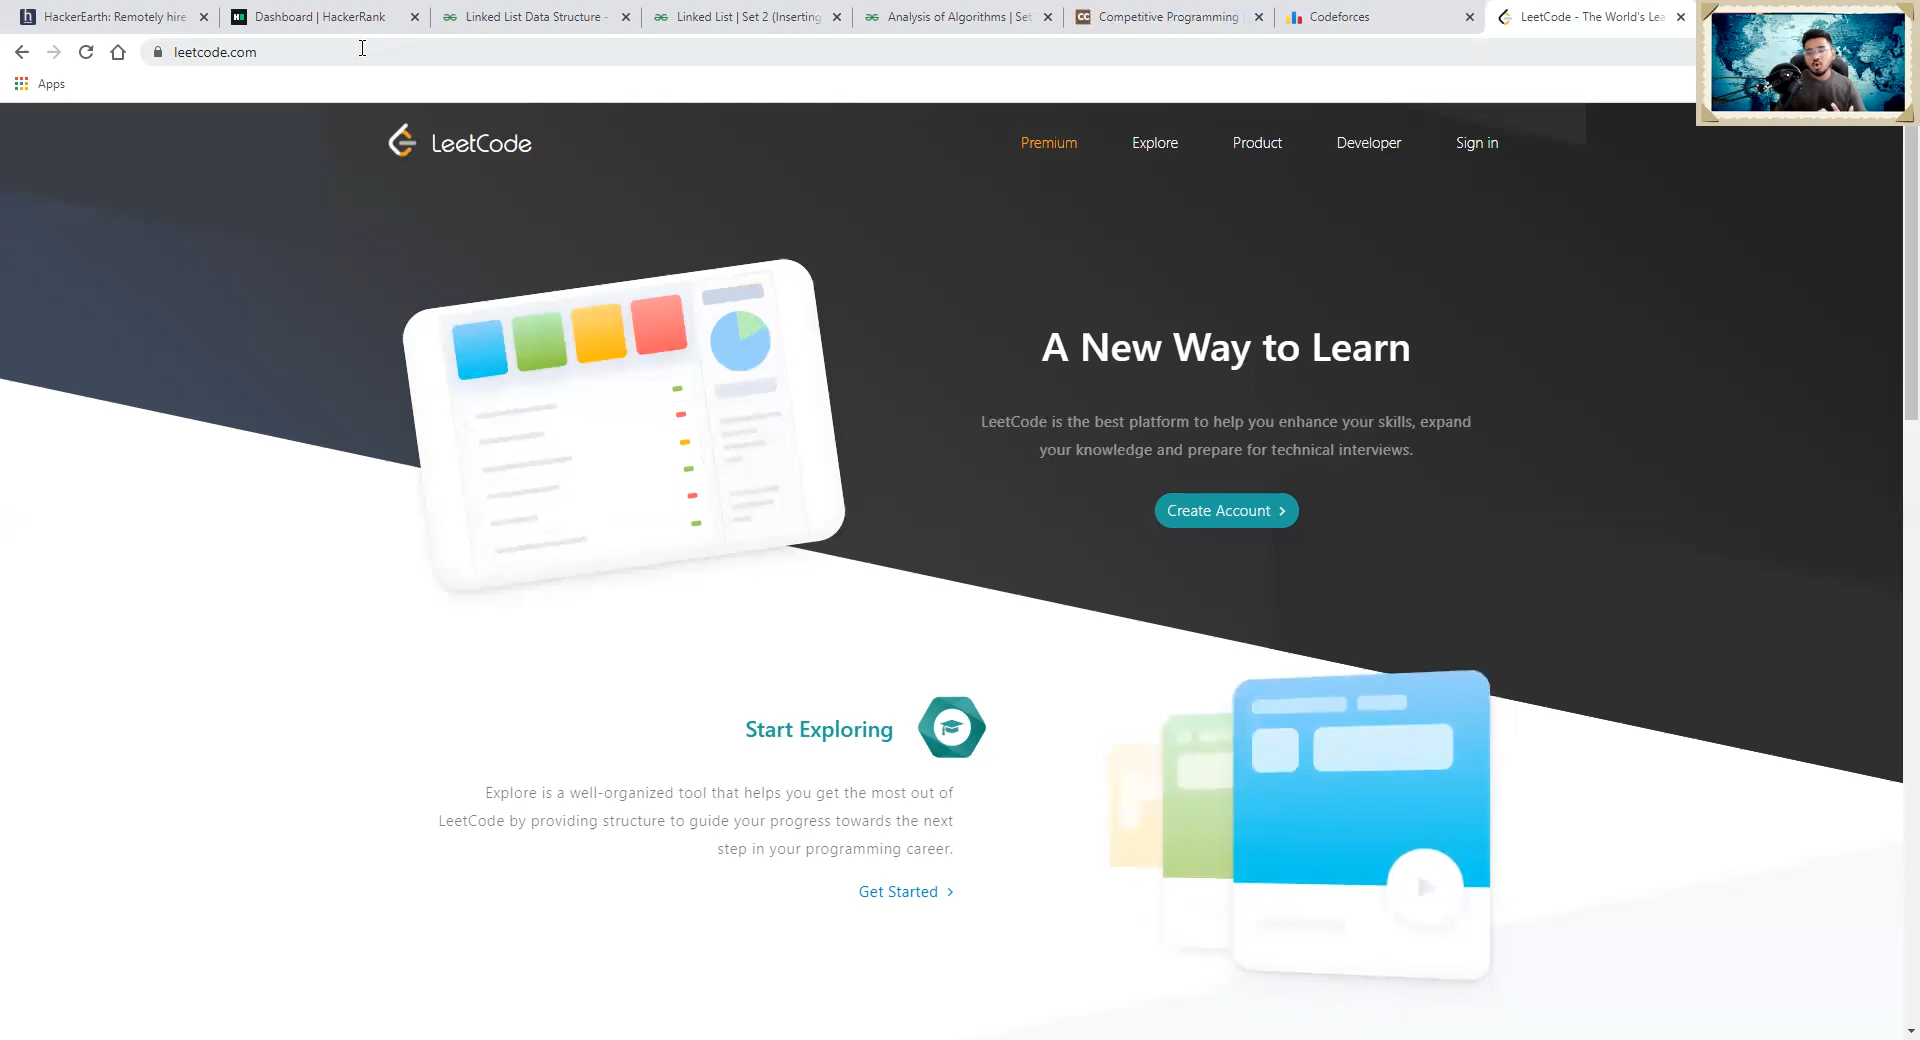 HackerEarth: Remotely hire
Dashboard | HackerRank
Linked List Data Structure -
Linked List | Set 2 (Inserting
Analysis of Algorithms | Set
Competitive Programming
Codeforces
LeetCode - The World's Lea
leetcode.com
Apps
LeetCode
Premium
Explore
Product
Developer
Sign in
A New Way to Learn
LeetCode is the best platform to help you enhance your skills, expand
your knowledge and prepare for technical interviews.
Create Account >
Start Exploring
Explore is a well-organized tool that helps you get the most out of
LeetCode by providing structure to guide your progress towards the next
step in your programming career.
Get Started >